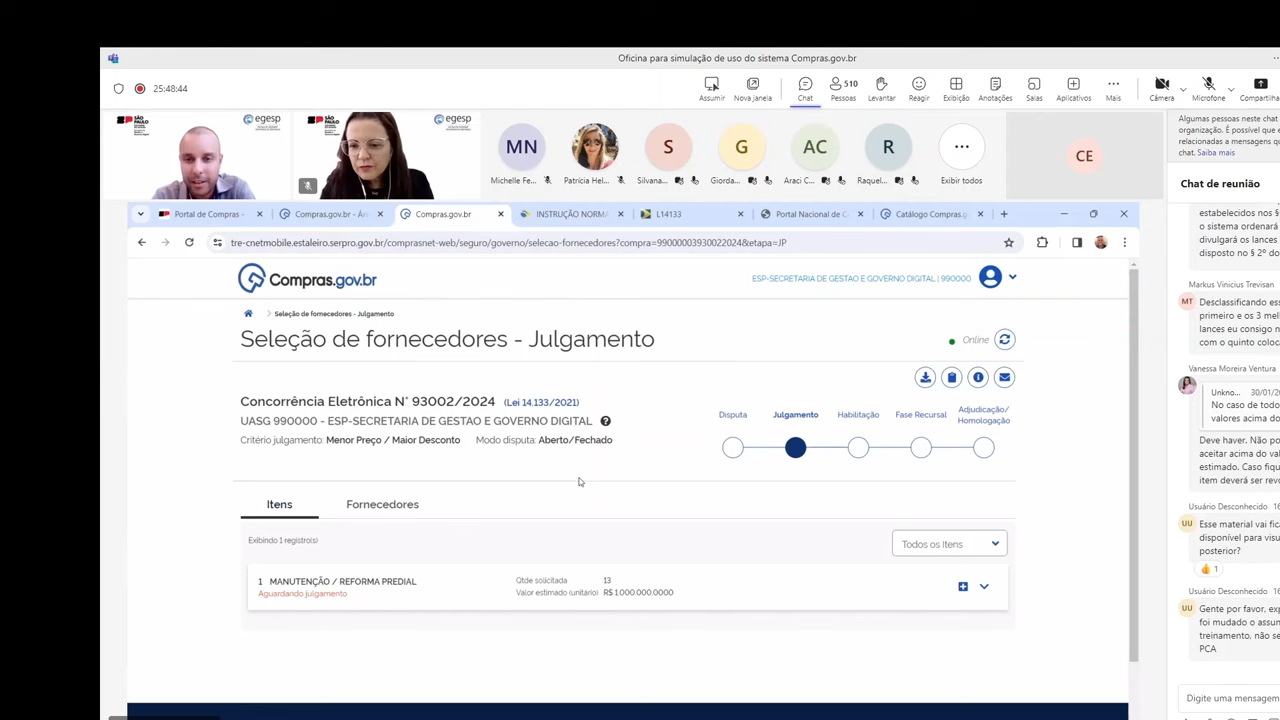 Oficina para simulação de uso do sistema Compras.gov.br
25:48:44
Assumir
Nova janela
Chat
510
Pessoas
Levantar
Reagir
Exibição
Anotações
Salas
Aplicativos
Mais
Câmera
Microfone
Compartilha
SÃO PAULO
egesp
SÃO PAULO
egesp
MN
Michelle Fe...
Patrícia Hel...
S
Silvana...
G
Giorda...
AC
Araci C...
R
Raquel...
Exibir todos
CE
Algumas pessoas neste chat
organização. É possível que e
relacionadas a mensagens qu
chat. Saiba mais
Chat de reunião
Portal de Compras -
Compras.gov.br - Ár
Compras.gov.br
INSTRUÇÃO NORMA
L14133
Portal Nacional de C
Catálogo Compras.g
tre-cnetmobile.estaleiro.serpro.gov.br/comprasnet-web/seguro/governo/selecao-fornecedores?compra=99000003930022024&etapa=JP
Compras.gov.br
ESP-SECRETARIA DE GESTAO E GOVERNO DIGITAL | 990000
Seleção de fornecedores - Julgamento
Seleção de fornecedores - Julgamento
Online
Concorrência Eletrônica N° 93002/2024 (Lei 14.133/2021)
UASG 990000 - ESP-SECRETARIA DE GESTAO E GOVERNO DIGITAL
Critério julgamento: Menor Preço / Maior Desconto Modo disputa: Aberto/Fechado
Disputa
Julgamento
Habilitação
Fase Recursal
Adjudicação/
Homologação
Itens
Fornecedores
Exibindo 1 registro(s)
Todos os Itens
1 MANUTENÇÃO / REFORMA PREDIAL
Aguardando julgamento
Qtde solicitada 13
Valor estimado (unitário) R$ 1.000.000,0000
estabelecidos no §
o sistema ordenará
divulgará os lances
disposto no § 2º do
Markus Vinicius Trevisan
MT
Desclassificando ess
primeiro e os 3 mel
lances eu consigo n
com o quinto coloc
Vanessa Moreira Ventura
Unkno... 30/01/2
No caso de todo
valores acima do
Deve haver. Não po
aceitar acima do val
estimado. Caso fiqu
item deverá ser revo
Usuário Desconhecido 16
UU
Esse material vai fica
disponível para visu
posterior?
1
Usuário Desconhecido 16
UU
Gente por favor, exp
foi mudado o assun
treinamento, não se
PCA
Digite uma mensagem